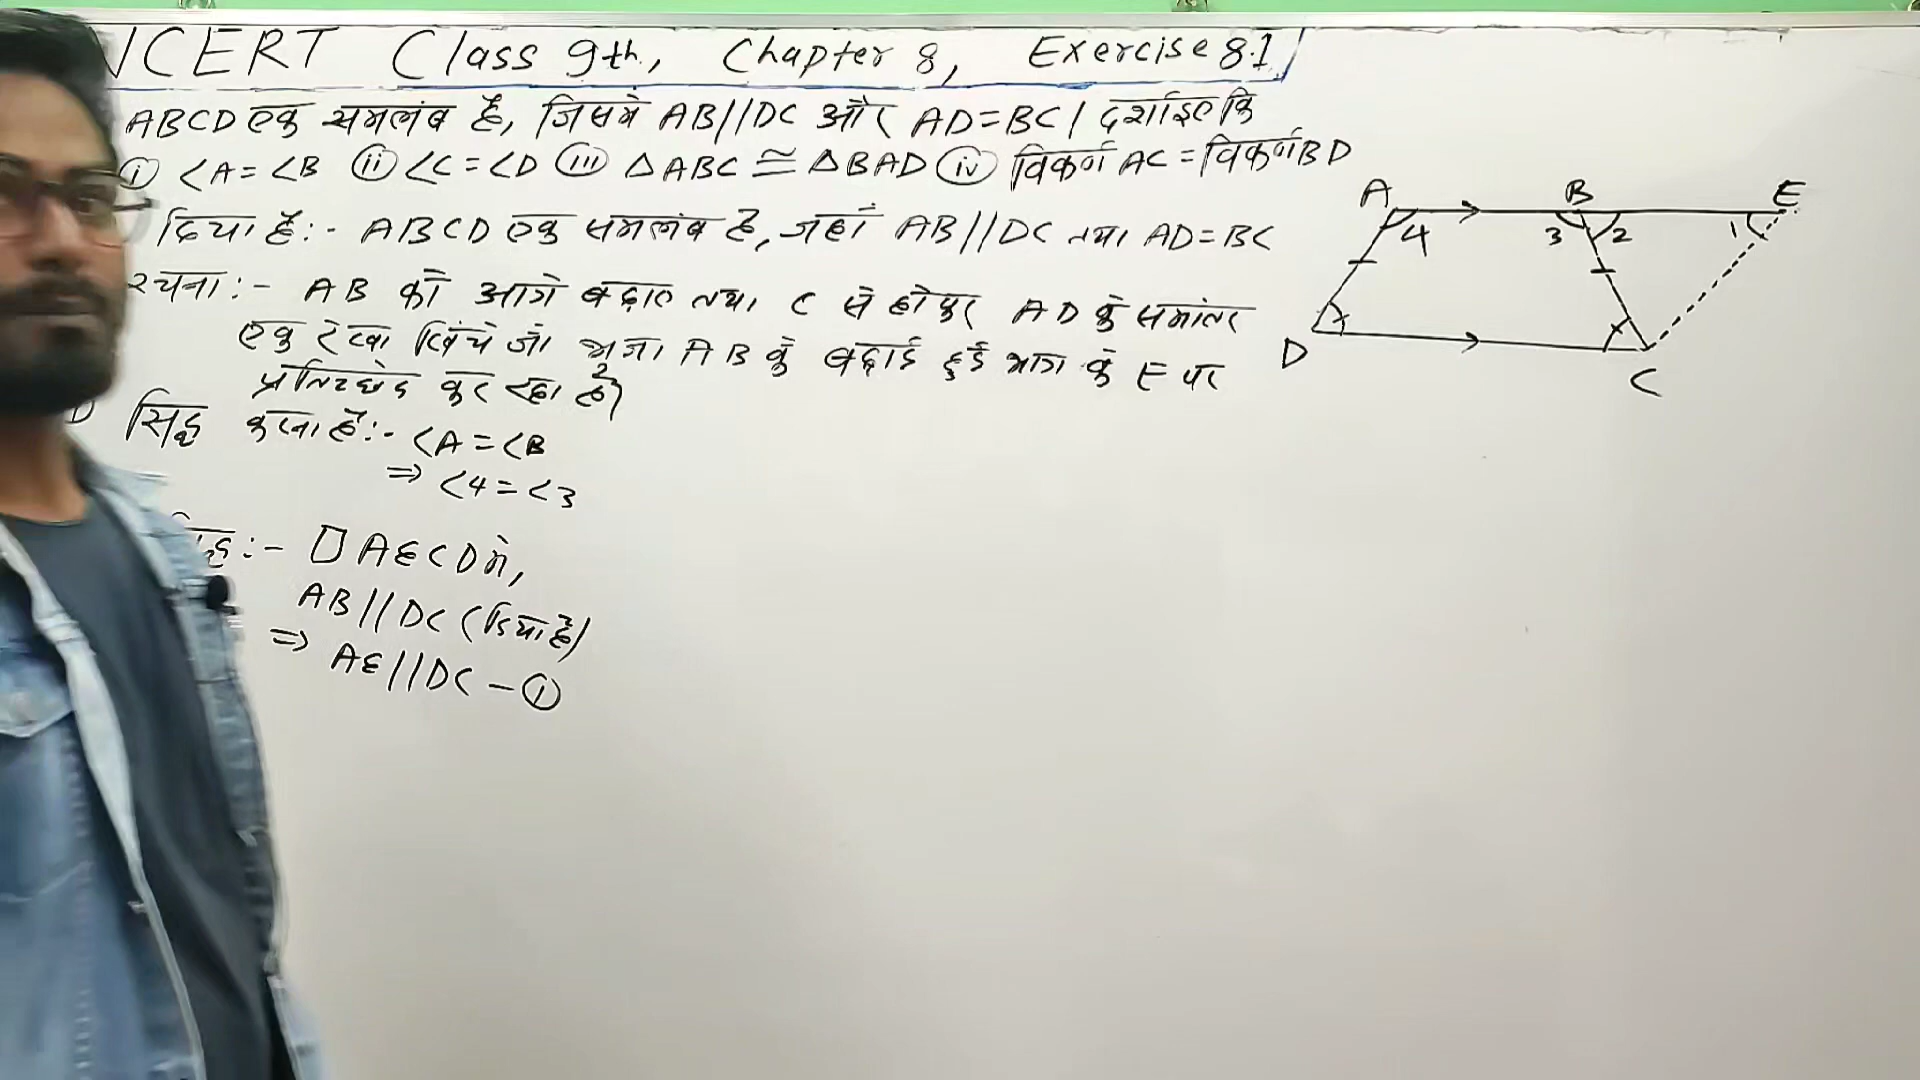 NCERT Class 9th, Chapter 8, Exercise 8.1
ABCD एक समलंब है, जिसमे AB//DC और AD=BC। दर्शाइए कि
(i) <A=<B (ii) <C=<D (iii) △ABC ≅ △BAD (iv) विकर्ण AC = विकर्ण BD
दिया है:- ABCD एक समलंब है, जहाँ AB//DC तथा AD=BC
रचना:- AB को आगे बढ़ाए तथा C से होकर AD के समांतर
एक रेखा खिंचे जो भुजा AB के बढ़ाई हुई भाग के E पर
प्रतिच्छेद कर रहा है।
सिद्ध करना है:- <A=<B
⇒ <4=<3
:- ▱ AECD में,
AB//DC (दिया है)
⇒ AE//DC – (i)
A B E
4 3 2 1
D C